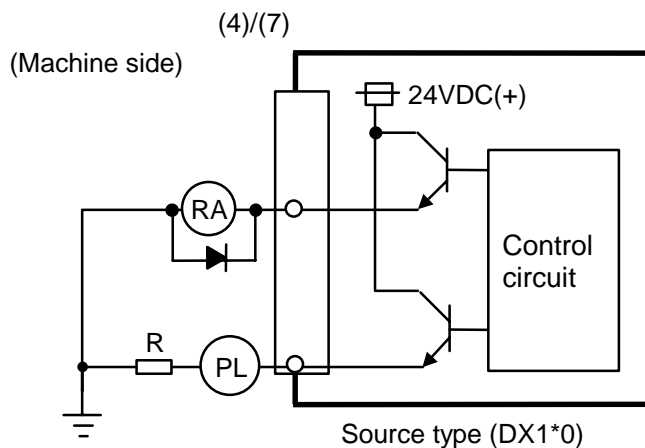 (4)/(7)
(Machine side)
24VDC(+)
RA
Control
circuit
R
PL
Source type (DX1*0)